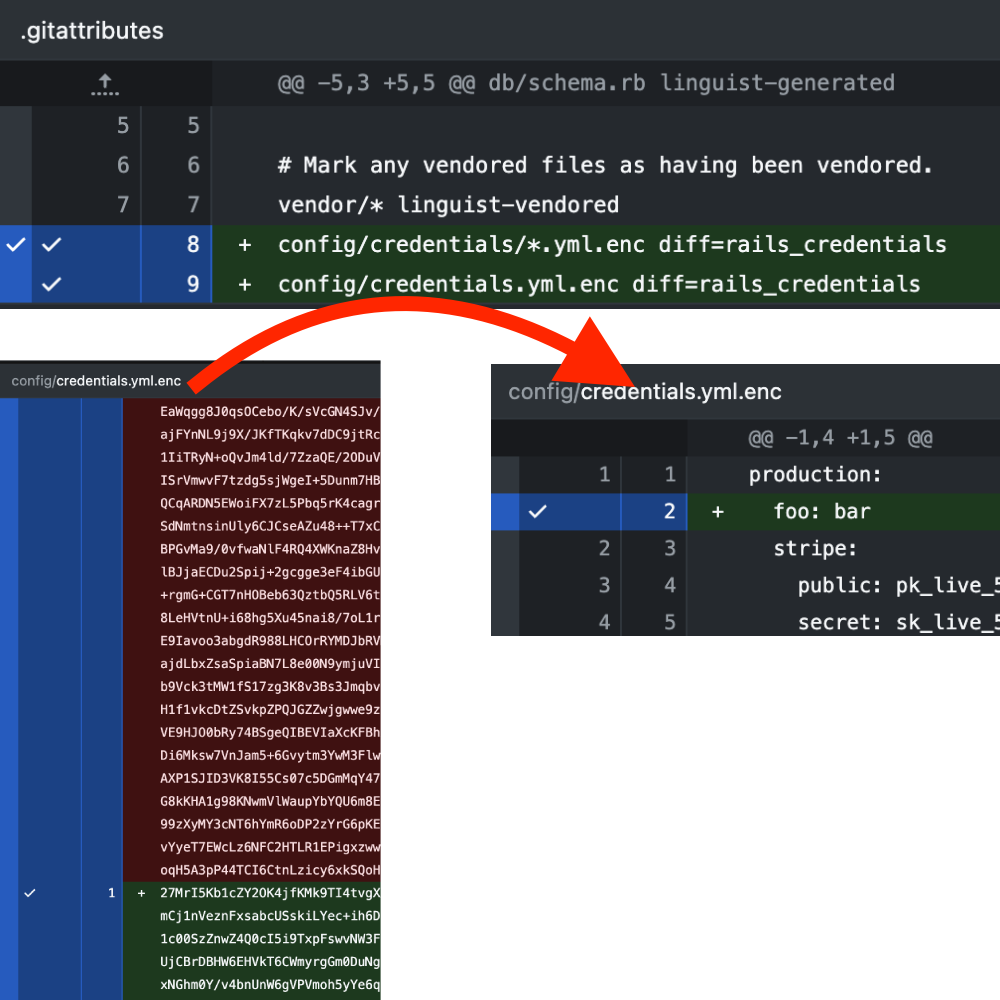 .gitattributes
@@ -5,3 +5,5 @@ db/schema.rb linguist-generated
5 5
6 6 # Mark any vendored files as having been vendored.
7 7 vendor/* linguist-vendored
8 + config/credentials/*.yml.enc diff=rails_credentials
9 + config/credentials.yml.enc diff=rails_credentials
config/credentials.yml.enc
EaWqgg8J0qsOCebo/K/sVcGN4SJv/
ajFYnNL9j9X/JKfTKqkv7dDC9jtRc
1IiTRyN+oQvJm4ld/7ZzaQE/2ODuV
ISrVmwvF7tzdg5sjWgeI+5Dunm7HB
QCqARDN5EWoiFX7zL5Pbq5rK4cagr
SdNmtnsinUly6CJCseAZu48++T7xC
BPGvMa9/0vfwaNlF4RQ4XWKnaZ8Hv
lBJjaECDu2Spij+2gcgge3eF4ibGU
+rgmG+CGT7nHOBeb63QztbQ5RLV6t
8LeHVtnU+i68hg5Xu45nai8/7oL1r
E9Iavoo3abgdR988LHCOrRYMDJbRV
ajdLbxZsaSpiaBN7L8e00N9ymjuVI
b9Vck3tMW1fS17zg3K8v3Bs3Jmqbv
H1f1vkcDtZSvkpZPQJGZZwjgwwe9z
VE9HJO0bRy74BSgeQIBEVIaXcKFBh
Di6Mksw7VnJam5+6Gvytm3YwM3Flw
AXP1SJID3VK8I55Cs07c5DGmMqY47
G8kKHA1g98KNwmVlWaupYbYQU6m8E
99zXyMY3cNT6hYmR6oDP2zYrG6pKE
vYyeT7EWcLz6NFC2HTLR1EPigxzww
oqH5A3pP44TCI6CtnLzicy6xkSQoH
1 + 27MrI5Kb1cZY2OK4jfKMk9TI4tvgX
mCj1nVeznFxsabcUSskiLYec+ih6D
1c00SzZnwZ4Q0cI5i9TxpFswvNW3F
UjCBrDBHW6EHVkT6CWmyrgGm0DuNg
xNGhm0Y/v4bnUnW6gVPVmoh5yYe6q
config/credentials.yml.enc
@@ -1,4 +1,5 @@
1 1 production:
2 + foo: bar
2 3 stripe:
3 4 public: pk_live_5
4 5 secret: sk_live_5